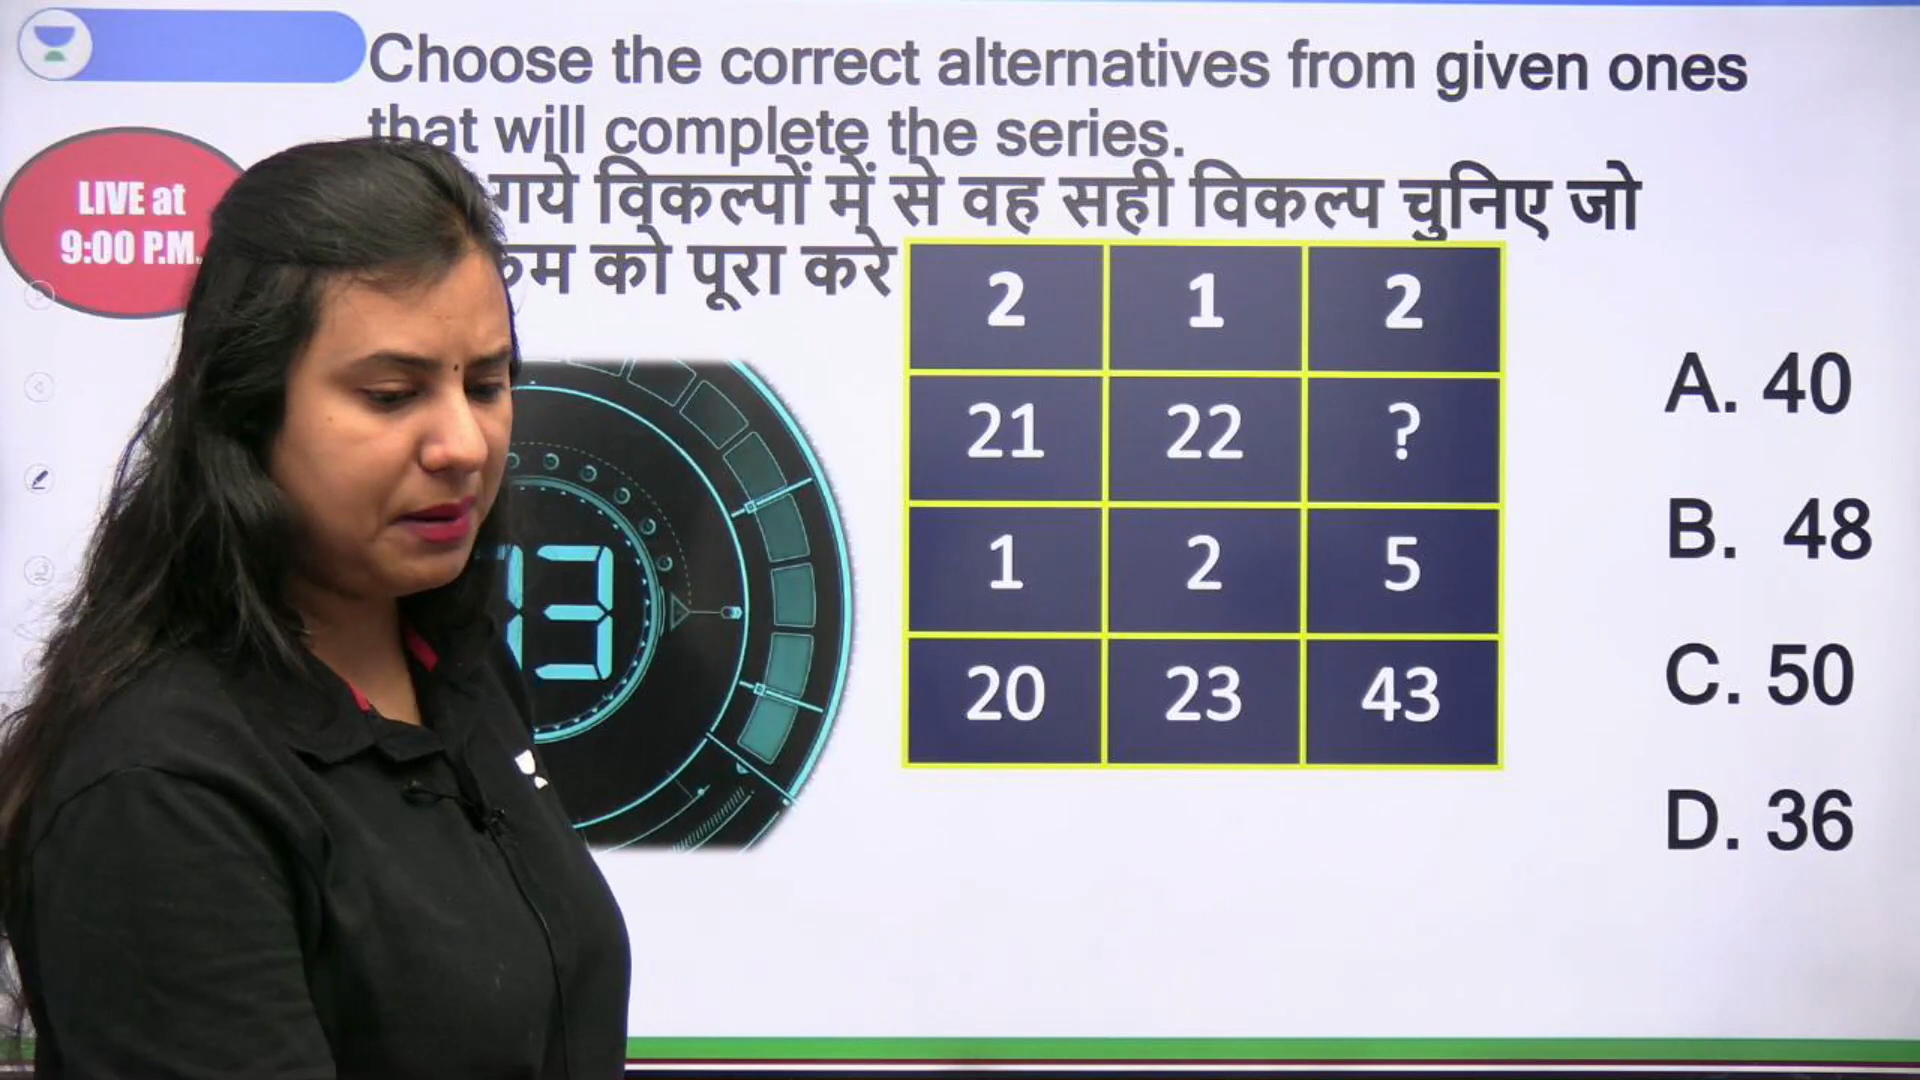 Choose the correct alternatives from given ones
that will complete the series.
गये विकल्पों में से वह सही विकल्प चुनिए जो
को पूरा करे
LIVE at
9:00 P.M.
2 1 2
21 22 ?
1 2 5
20 23 43
A. 40
B. 48
C. 50
D. 36